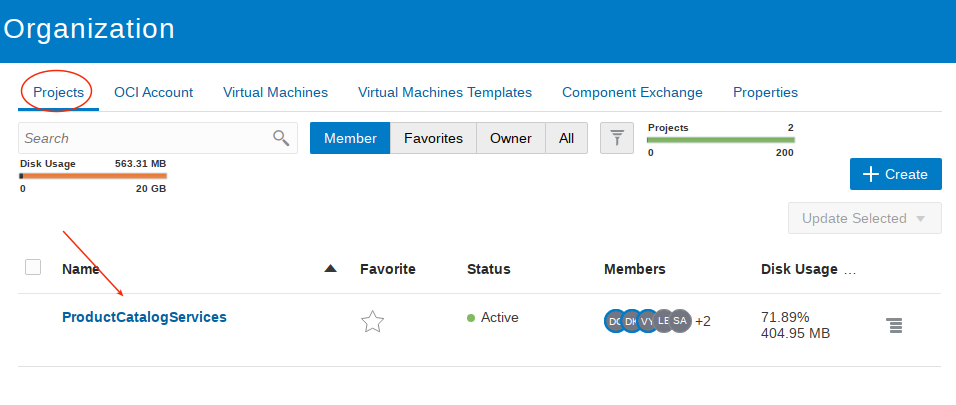 Organization
Projects OCI Account Virtual Machines Virtual Machines Templates Component Exchange Properties
Search Member Favorites Owner All
Projects 2
0 200
Disk Usage 563.31 MB
0 20 GB
Create
Update Selected
Name Favorite Status Members Disk Usage ...
ProductCatalogServices Active DC DK VY LE SA +2 71.89%
404.95 MB